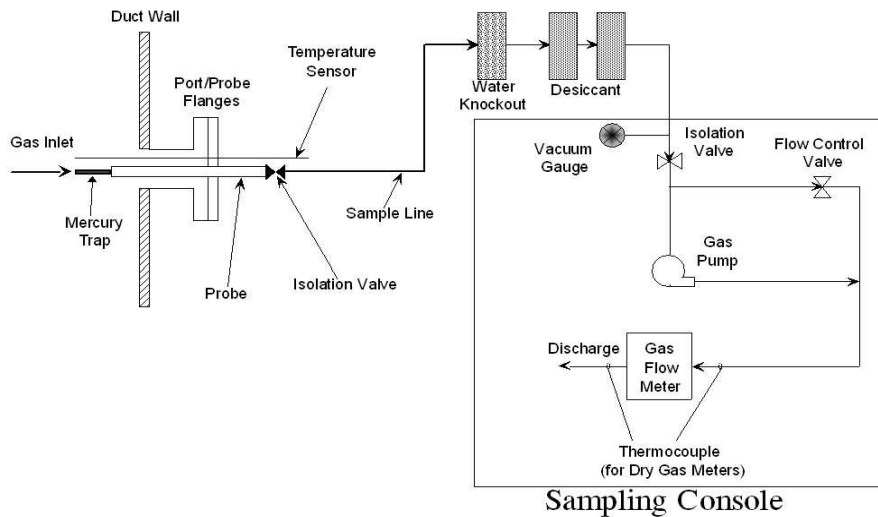 Duct Wall
Temperature
Sensor
Port/Probe
Flanges
Water
Knockout
Desiccant
Gas Inlet
Vacuum
Gauge
Isolation
Valve
Flow Control
Valve
Mercury
Trap
Sample Line
Probe
Isolation Valve
Gas
Pump
Discharge
Gas
Flow
Meter
Thermocouple
(for Dry Gas Meters)
Sampling Console